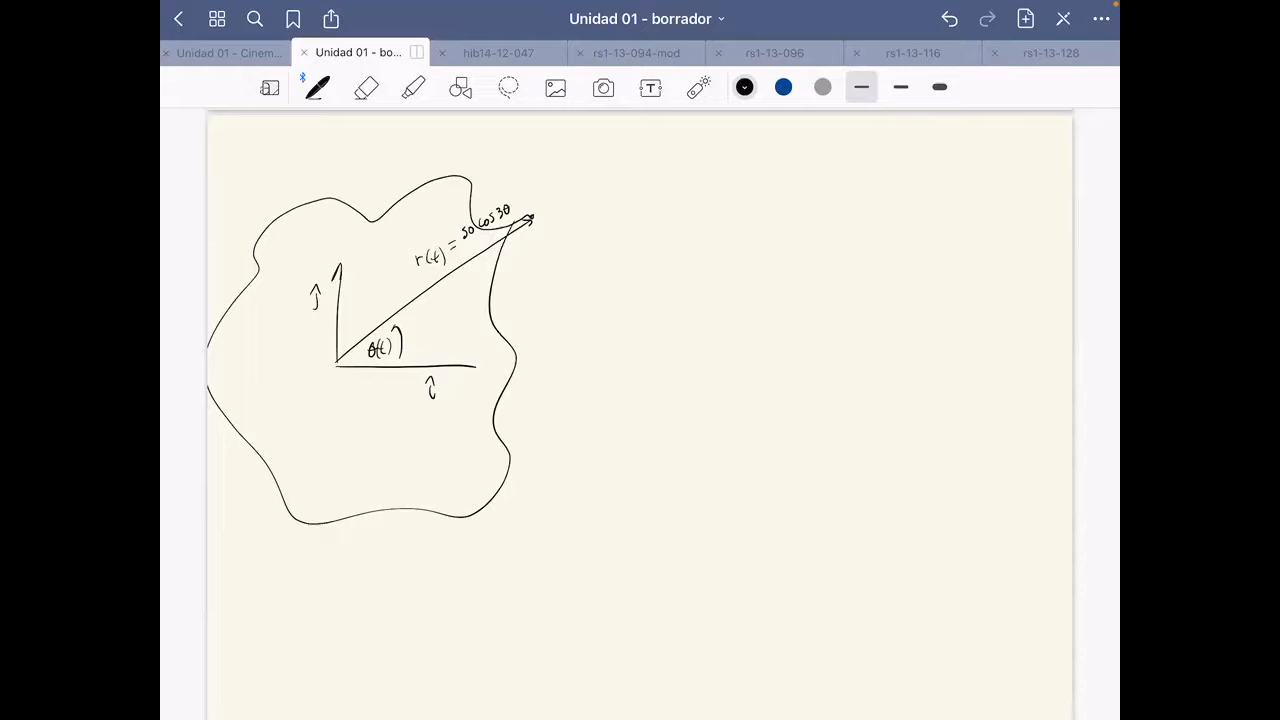 Unidad 01 - borrador
Unidad 01 - Cinem...
Unidad 01 - bo...
hib14-12-047
rs1-13-094-mod
rs1-13-096
rs1-13-116
rs1-13-128
r(t) = 50 cos 3θ
ĵ
θ(t)
î